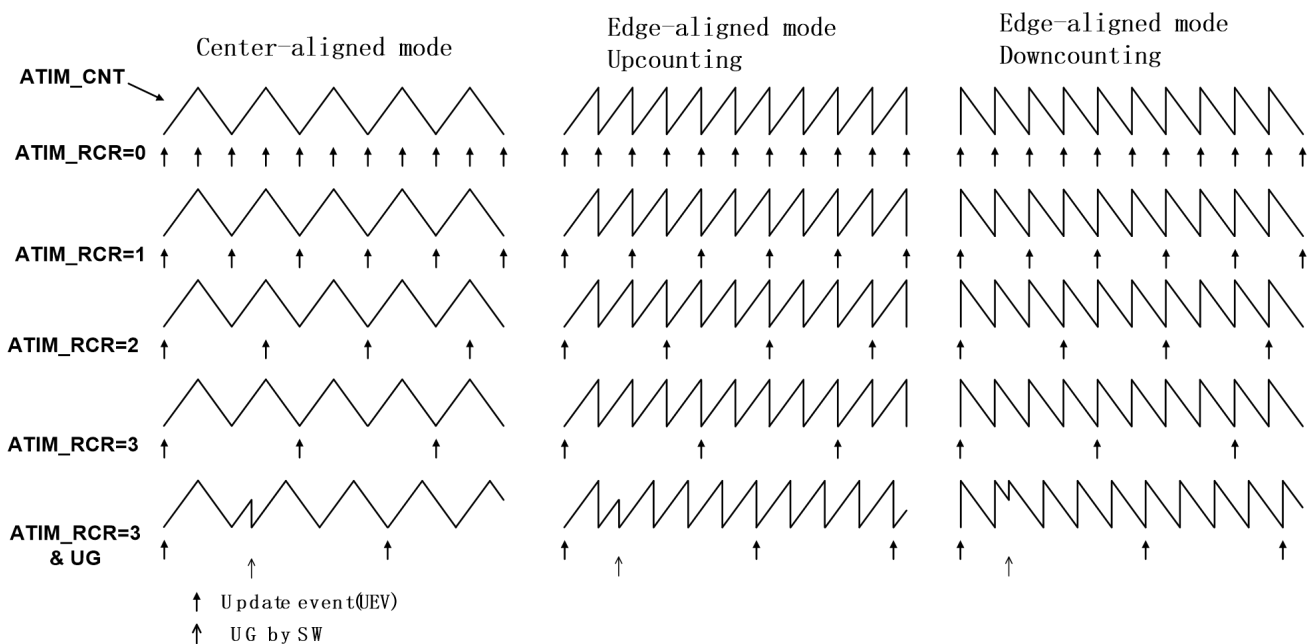 Center-aligned mode
Edge-aligned mode
Upcounting
Edge-aligned mode
Downcounting
ATIM_CNT
ATIM_RCR=0
ATIM_RCR=1
ATIM_RCR=2
ATIM_RCR=3
ATIM_RCR=3
& UG
Update event(UEV)
UG by SW